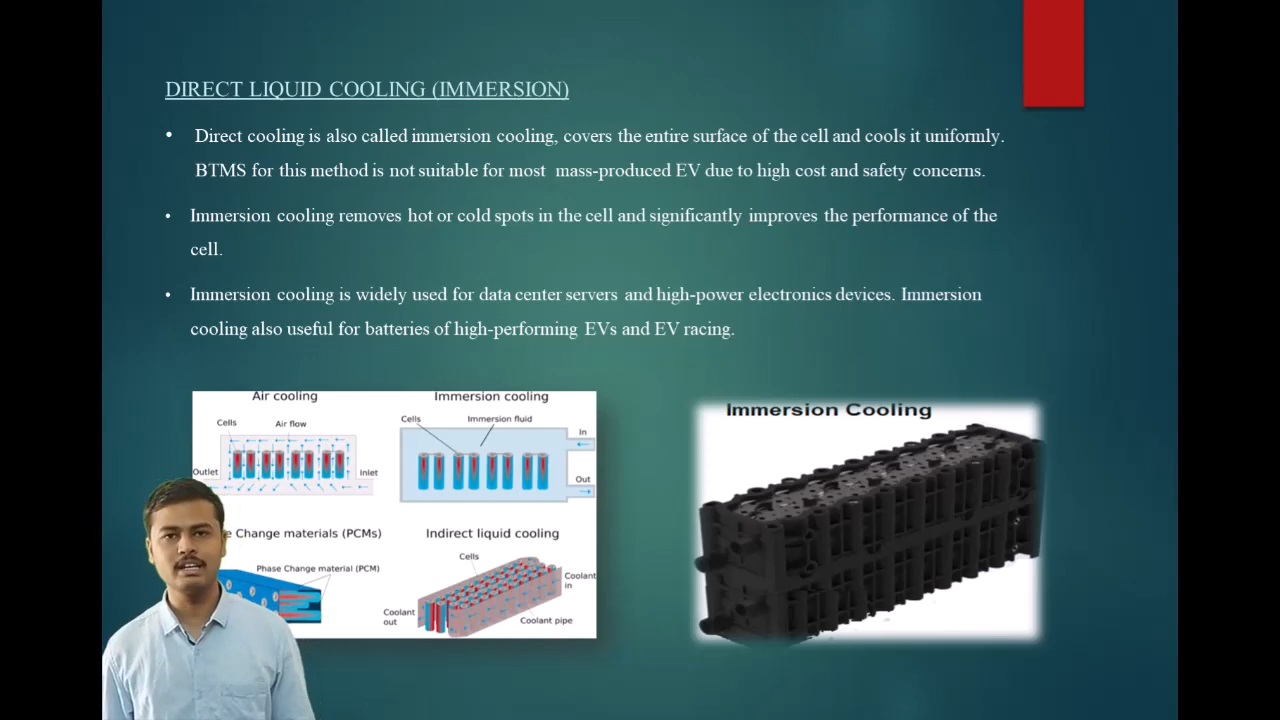 DIRECT LIQUID COOLING (IMMERSION)
• Direct cooling is also called immersion cooling, covers the entire surface of the cell and cools it uniformly.
BTMS for this method is not suitable for most mass-produced EV due to high cost and safety concerns.
• Immersion cooling removes hot or cold spots in the cell and significantly improves the performance of the
cell.
• Immersion cooling is widely used for data center servers and high-power electronics devices. Immersion
cooling also useful for batteries of high-performing EVs and EV racing.
Air cooling
Cells
Air flow
Outlet
Inlet
Immersion cooling
Cells
Immersion fluid
In
Out
Change materials (PCMs)
Phase Change material (PCM)
Indirect liquid cooling
Cells
Coolant
in
Coolant
out
Coolant pipe
Immersion Cooling